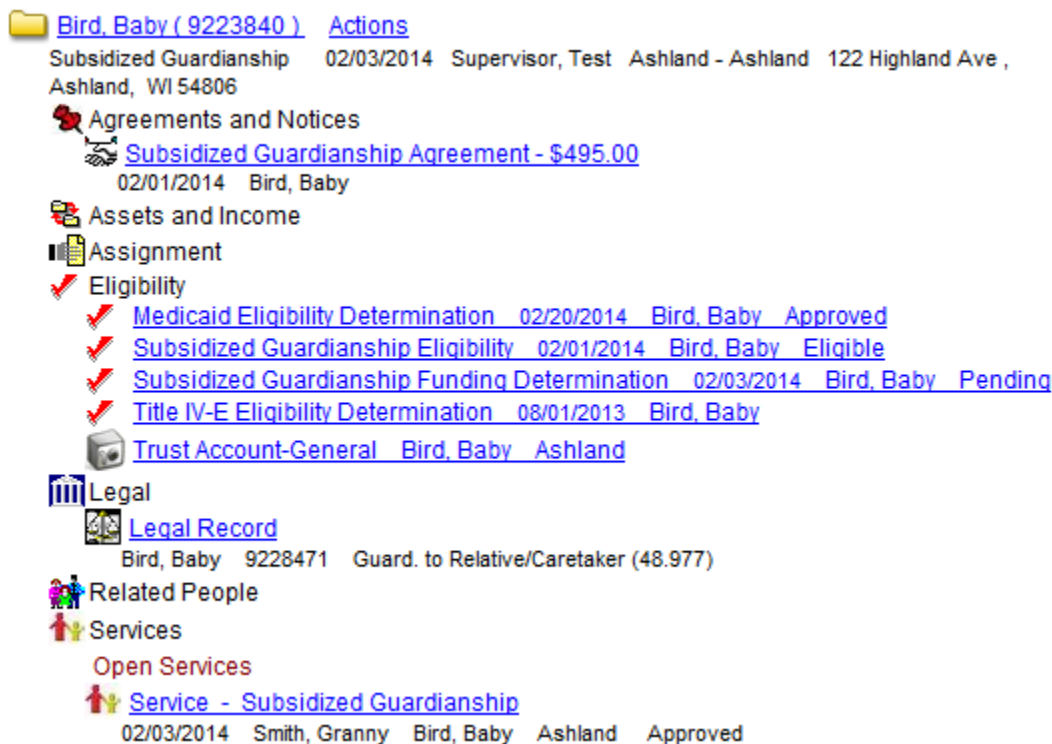 Bird, Baby ( 9223840 ) Actions
Subsidized Guardianship 02/03/2014 Supervisor, Test Ashland - Ashland 122 Highland Ave ,
Ashland, WI 54806
Agreements and Notices
Subsidized Guardianship Agreement - $495.00
02/01/2014 Bird, Baby
Assets and Income
Assignment
Eligibility
Medicaid Eligibility Determination 02/20/2014 Bird, Baby Approved
Subsidized Guardianship Eligibility 02/01/2014 Bird, Baby Eligible
Subsidized Guardianship Funding Determination 02/03/2014 Bird, Baby Pending
Title IV-E Eligibility Determination 08/01/2013 Bird, Baby
Trust Account-General Bird, Baby Ashland
Legal
Legal Record
Bird, Baby 9228471 Guard. to Relative/Caretaker (48.977)
Related People
Services
Open Services
Service - Subsidized Guardianship
02/03/2014 Smith, Granny Bird, Baby Ashland Approved